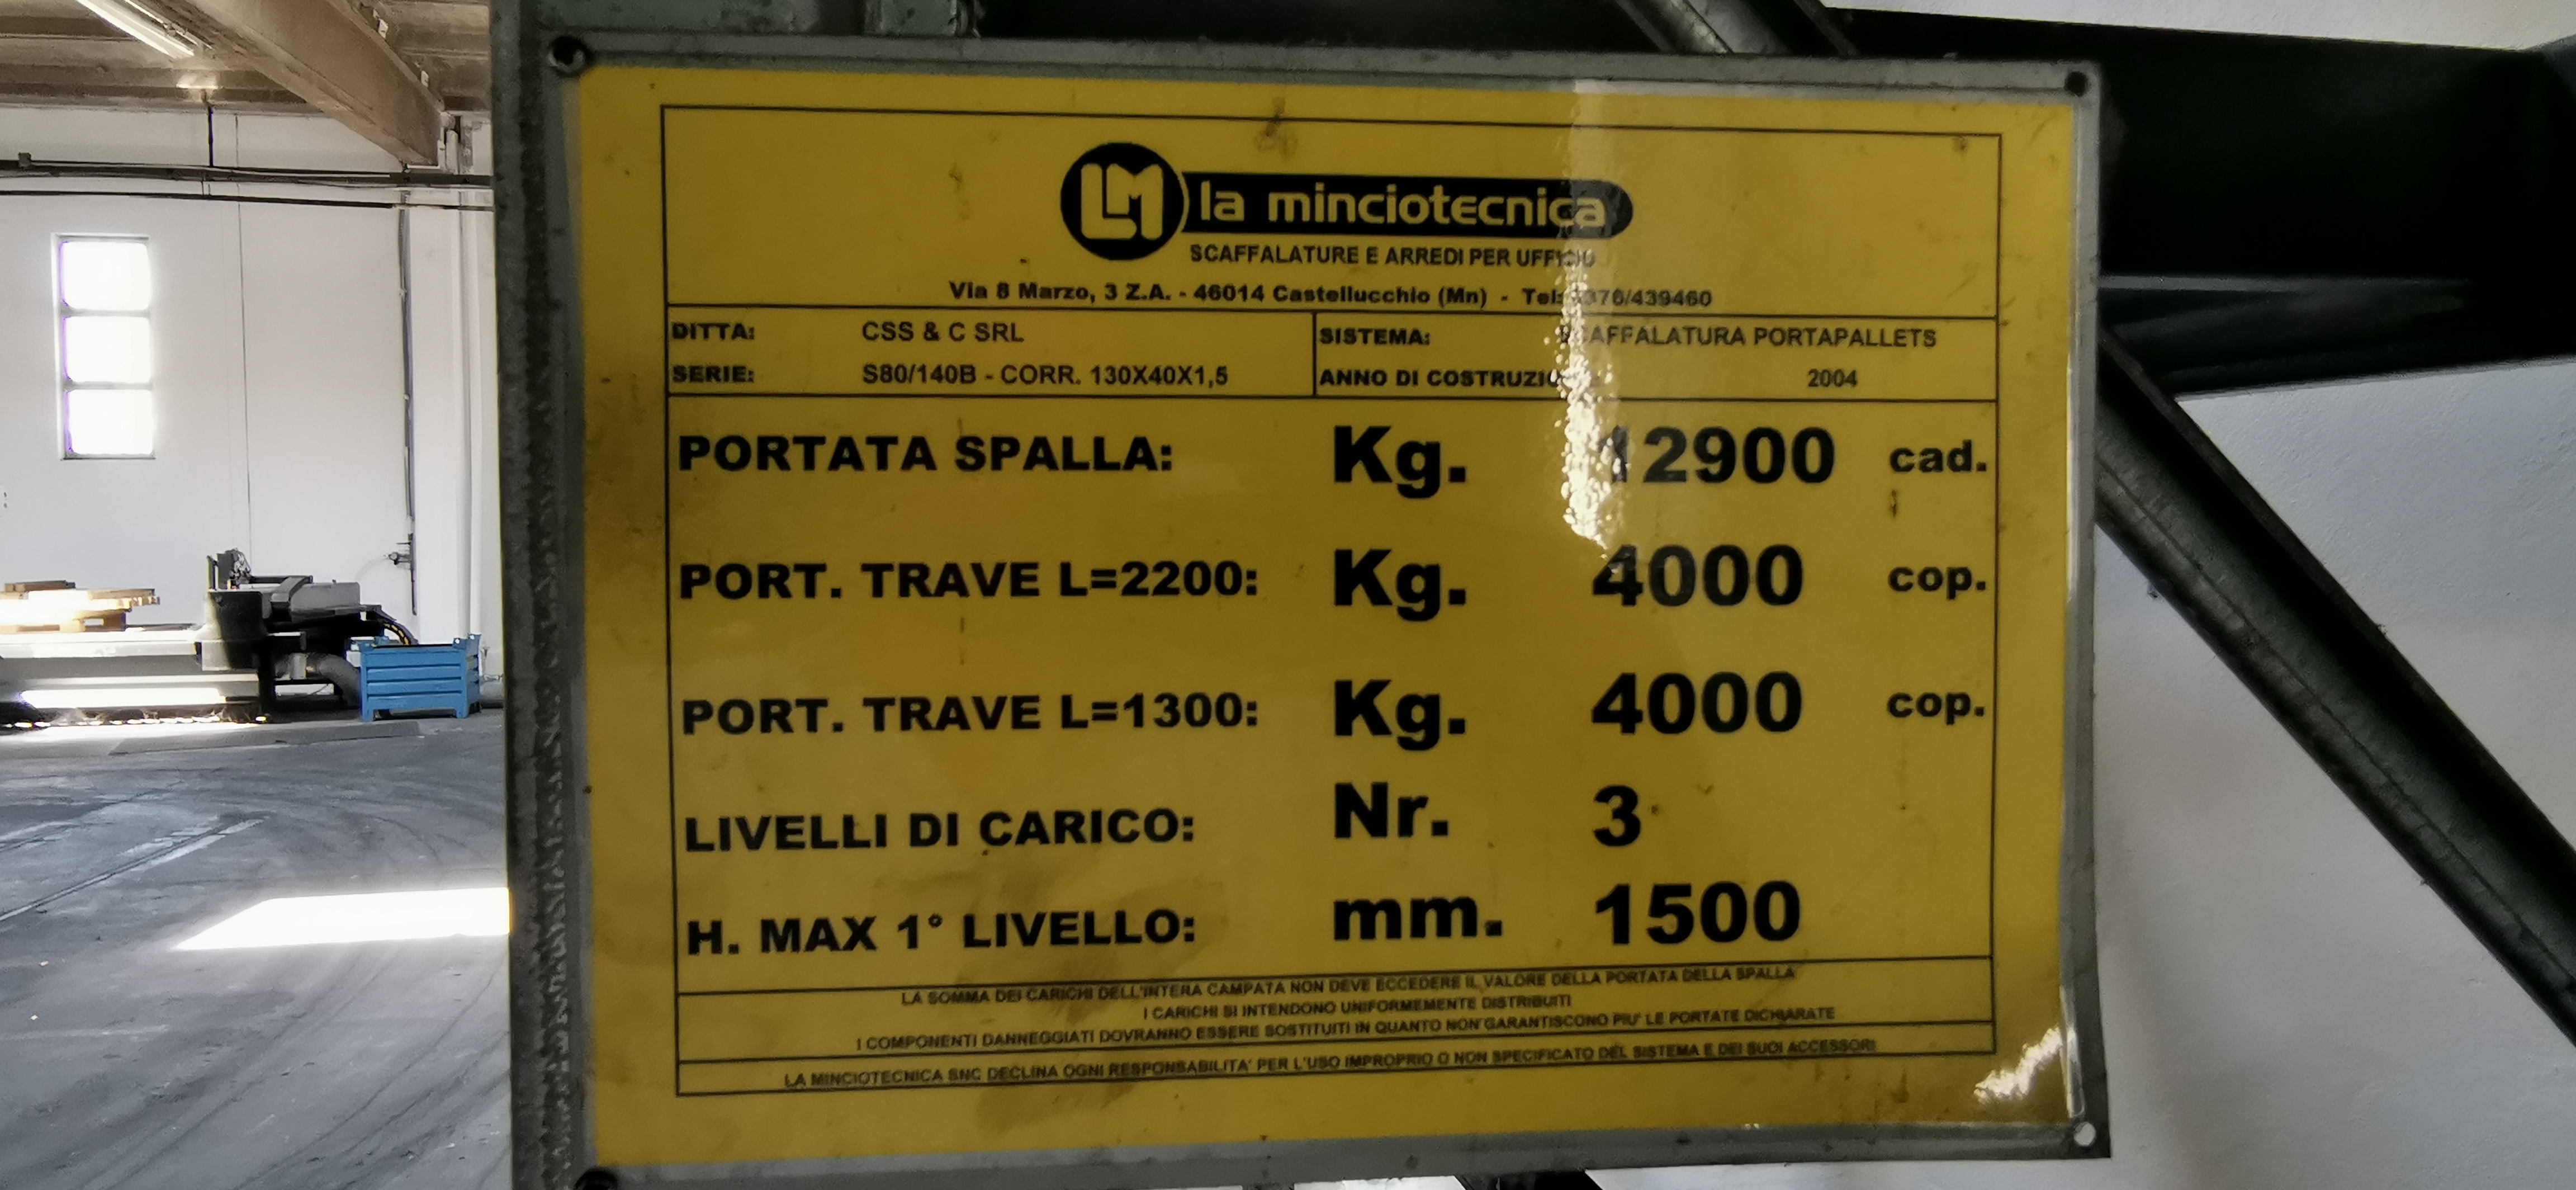 LM la minciotecnica
SCAFFALATURE E ARREDI PER UFFICIO
Via 8 Marzo, 3 Z.A. - 46014 Castellucchio (Mn) - Tel: 0376/439460
DITTA: CSS & C SRL SISTEMA: SCAFFALATURA PORTAPALLETS
SERIE: S80/140B - CORR. 130X40X1,5 ANNO DI COSTRUZIONE: 2004
PORTATA SPALLA: Kg. 12900 cad.
PORT. TRAVE L=2200: Kg. 4000 cop.
PORT. TRAVE L=1300: Kg. 4000 cop.
LIVELLI DI CARICO: Nr. 3
H. MAX 1° LIVELLO: mm. 1500
LA SOMMA DEI CARICHI DELL'INTERA CAMPATA NON DEVE ECCEDERE IL VALORE DELLA PORTATA DELLA SPALLA
I CARICHI SI INTENDONO UNIFORMEMENTE DISTRIBUITI
I COMPONENTI DANNEGGIATI DOVRANNO ESSERE SOSTITUITI IN QUANTO NON GARANTISCONO PIU' LE PORTATE DICHIARATE
LA MINCIOTECNICA SNC DECLINA OGNI RESPONSABILITA' PER L'USO IMPROPRIO O NON SPECIFICATO DEL SISTEMA E DEI SUOI ACCESSORI